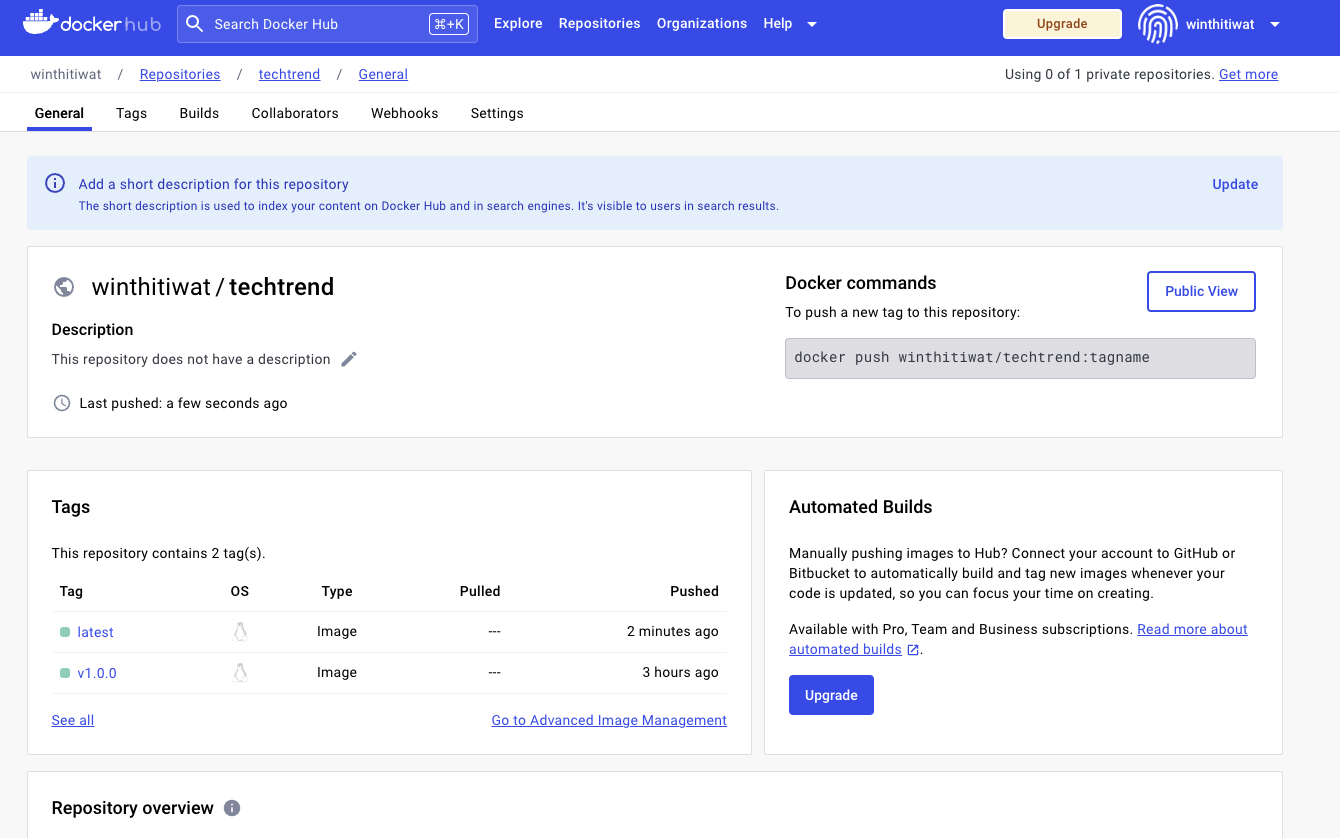 dockerhub Search Docker Hub ⌘+K Explore Repositories Organizations Help Upgrade winthitiwat
winthitiwat / Repositories / techtrend / General Using 0 of 1 private repositories. Get more
General Tags Builds Collaborators Webhooks Settings
Add a short description for this repository Update
The short description is used to index your content on Docker Hub and in search engines. It's visible to users in search results.
winthitiwat / techtrend
Description
This repository does not have a description
Last pushed: a few seconds ago
Docker commands
Public View
To push a new tag to this repository:
docker push winthitiwat/techtrend:tagname
Tags
This repository contains 2 tag(s).
Tag OS Type Pulled Pushed
latest Image --- 2 minutes ago
v1.0.0 Image --- 3 hours ago
See all Go to Advanced Image Management
Automated Builds
Manually pushing images to Hub? Connect your account to GitHub or
Bitbucket to automatically build and tag new images whenever your
code is updated, so you can focus your time on creating.
Available with Pro, Team and Business subscriptions. Read more about
automated builds .
Upgrade
Repository overview